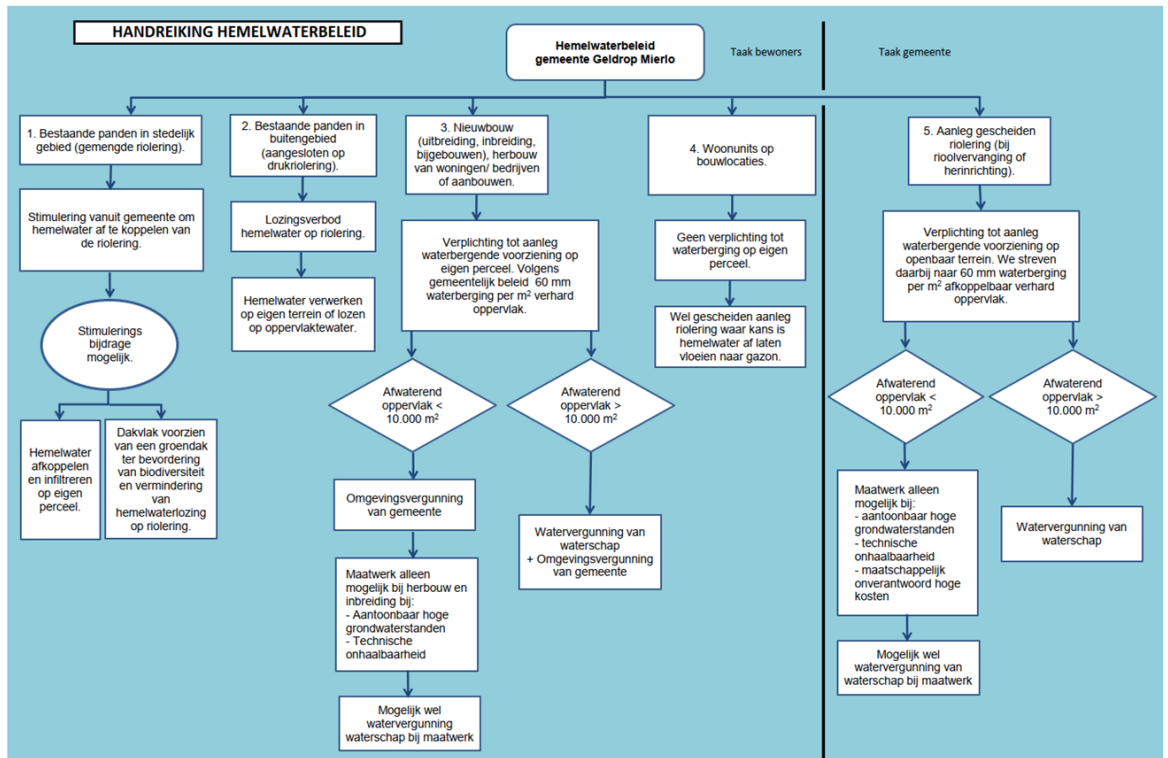 HANDREIKING HEMELWATERBELEID
Hemelwaterbeleid
gemeente Geldrop Mierlo
Taak bewoners
Taak gemeente
1. Bestaande panden in stedelijk
gebied (gemengde riolering).
Stimulering vanuit gemeente om
hemelwater af te koppelen van
de riolering.
Stimulerings
bijdrage
mogelijk.
Hemelwater
afkoppelen
en infiltreren
op eigen
perceel.
Dakvlak voorzien
van een groendak
ter bevordering
van biodiversiteit
en vermindering
van
hemelwaterlozing
op riolering.
2. Bestaande panden in
buitengebied
(aangesloten op
drukriolering).
Lozingsverbod
hemelwater op riolering.
Hemelwater verwerken
op eigen terrein of lozen
op oppervlaktewater.
3. Nieuwbouw
(uitbreiding, inbreiding,
bijgebouwen), herbouw
van woningen/ bedrijven
of aanbouwen.
Verplichting tot aanleg
waterbergende voorziening op
eigen perceel. Volgens
gemeentelijk beleid 60 mm
waterberging per m² verhard
oppervlak.
Afwaterend
oppervlak <
10.000 m²
Omgevingsvergunning
van gemeente
Maatwerk alleen
mogelijk bij herbouw en
inbreiding bij:
- Aantoonbaar hoge
grondwaterstanden
- Technische
onhaalbaarheid
Mogelijk wel
watervergunning
waterschap bij maatwerk
Afwaterend
oppervlak >
10.000 m²
Watervergunning van
waterschap
+ Omgevingsvergunning
van gemeente
4. Woonunits op
bouwlocaties.
Geen verplichting tot
waterberging op eigen
perceel.
Wel gescheiden aanleg
riolering waar kans is
hemelwater af laten
vloeien naar gazon.
5. Aanleg gescheiden
riolering (bij
rioolvervanging of
herinrichting).
Verplichting tot aanleg
waterbergende voorziening op
openbaar terrein. We streven
daarbij naar 60 mm waterberging
per m² afkoppelbaar verhard
oppervlak.
Afwaterend
oppervlak <
10.000 m²
Maatwerk alleen
mogelijk bij:
- aantoonbaar hoge
grondwaterstanden
- technische
onhaalbaarheid
- maatschappelijk
onverantwoord hoge
kosten
Mogelijk wel
watervergunning van
waterschap bij maatwerk
Afwaterend
oppervlak >
10.000 m²
Watervergunning van
waterschap